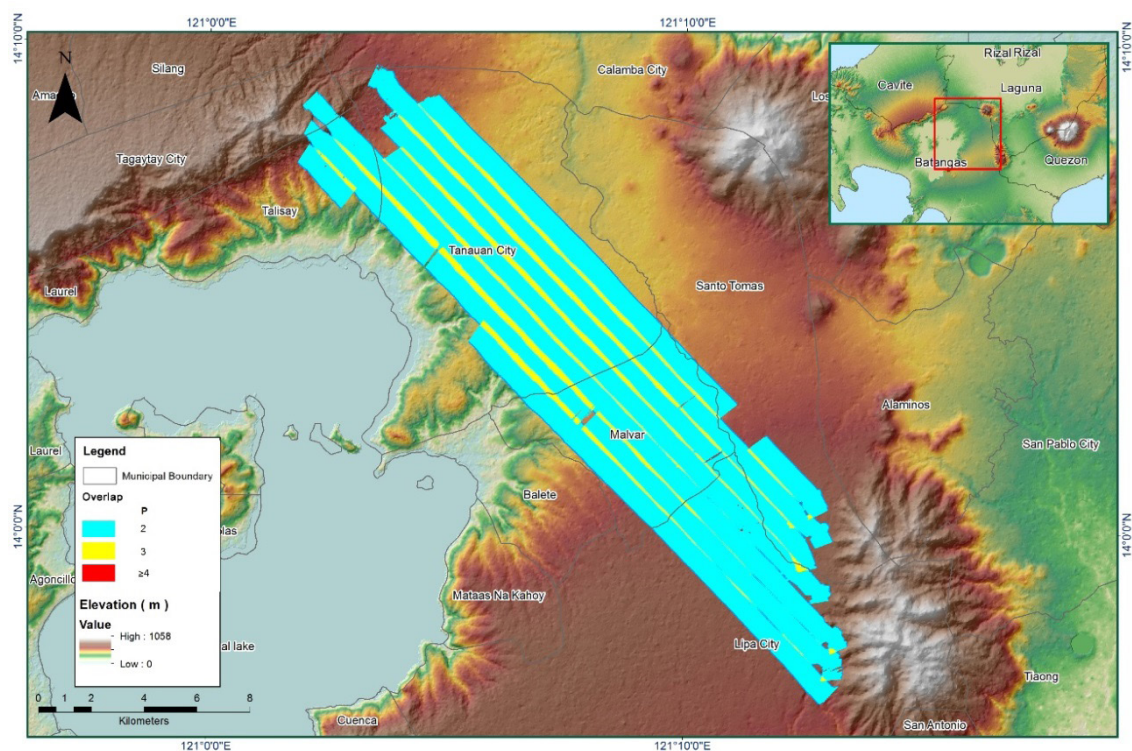 121°0'0"E
121°10'0"E
14°10'0"N
14°10'0"N
N
Silang
Calamba City
Rizal Rizal
Cavite
Laguna
Batangas
Quezon
Tagaytay City
Talisay
Tanauan City
Laurel
Santo Tomas
Alaminos
San Pablo City
Malvar
Laurel
Balete
Legend
Municipal Boundary
Overlap
P
2
3
≥4
Elevation ( m )
Value
High : 1058
Low : 0
14°0'0"N
14°0'0"N
Agoncillo
Mataas Na Kahoy
Lipa City
Tiaong
San Antonio
Cuenca
0 1 2 4 6 8
Kilometers
121°0'0"E
121°10'0"E